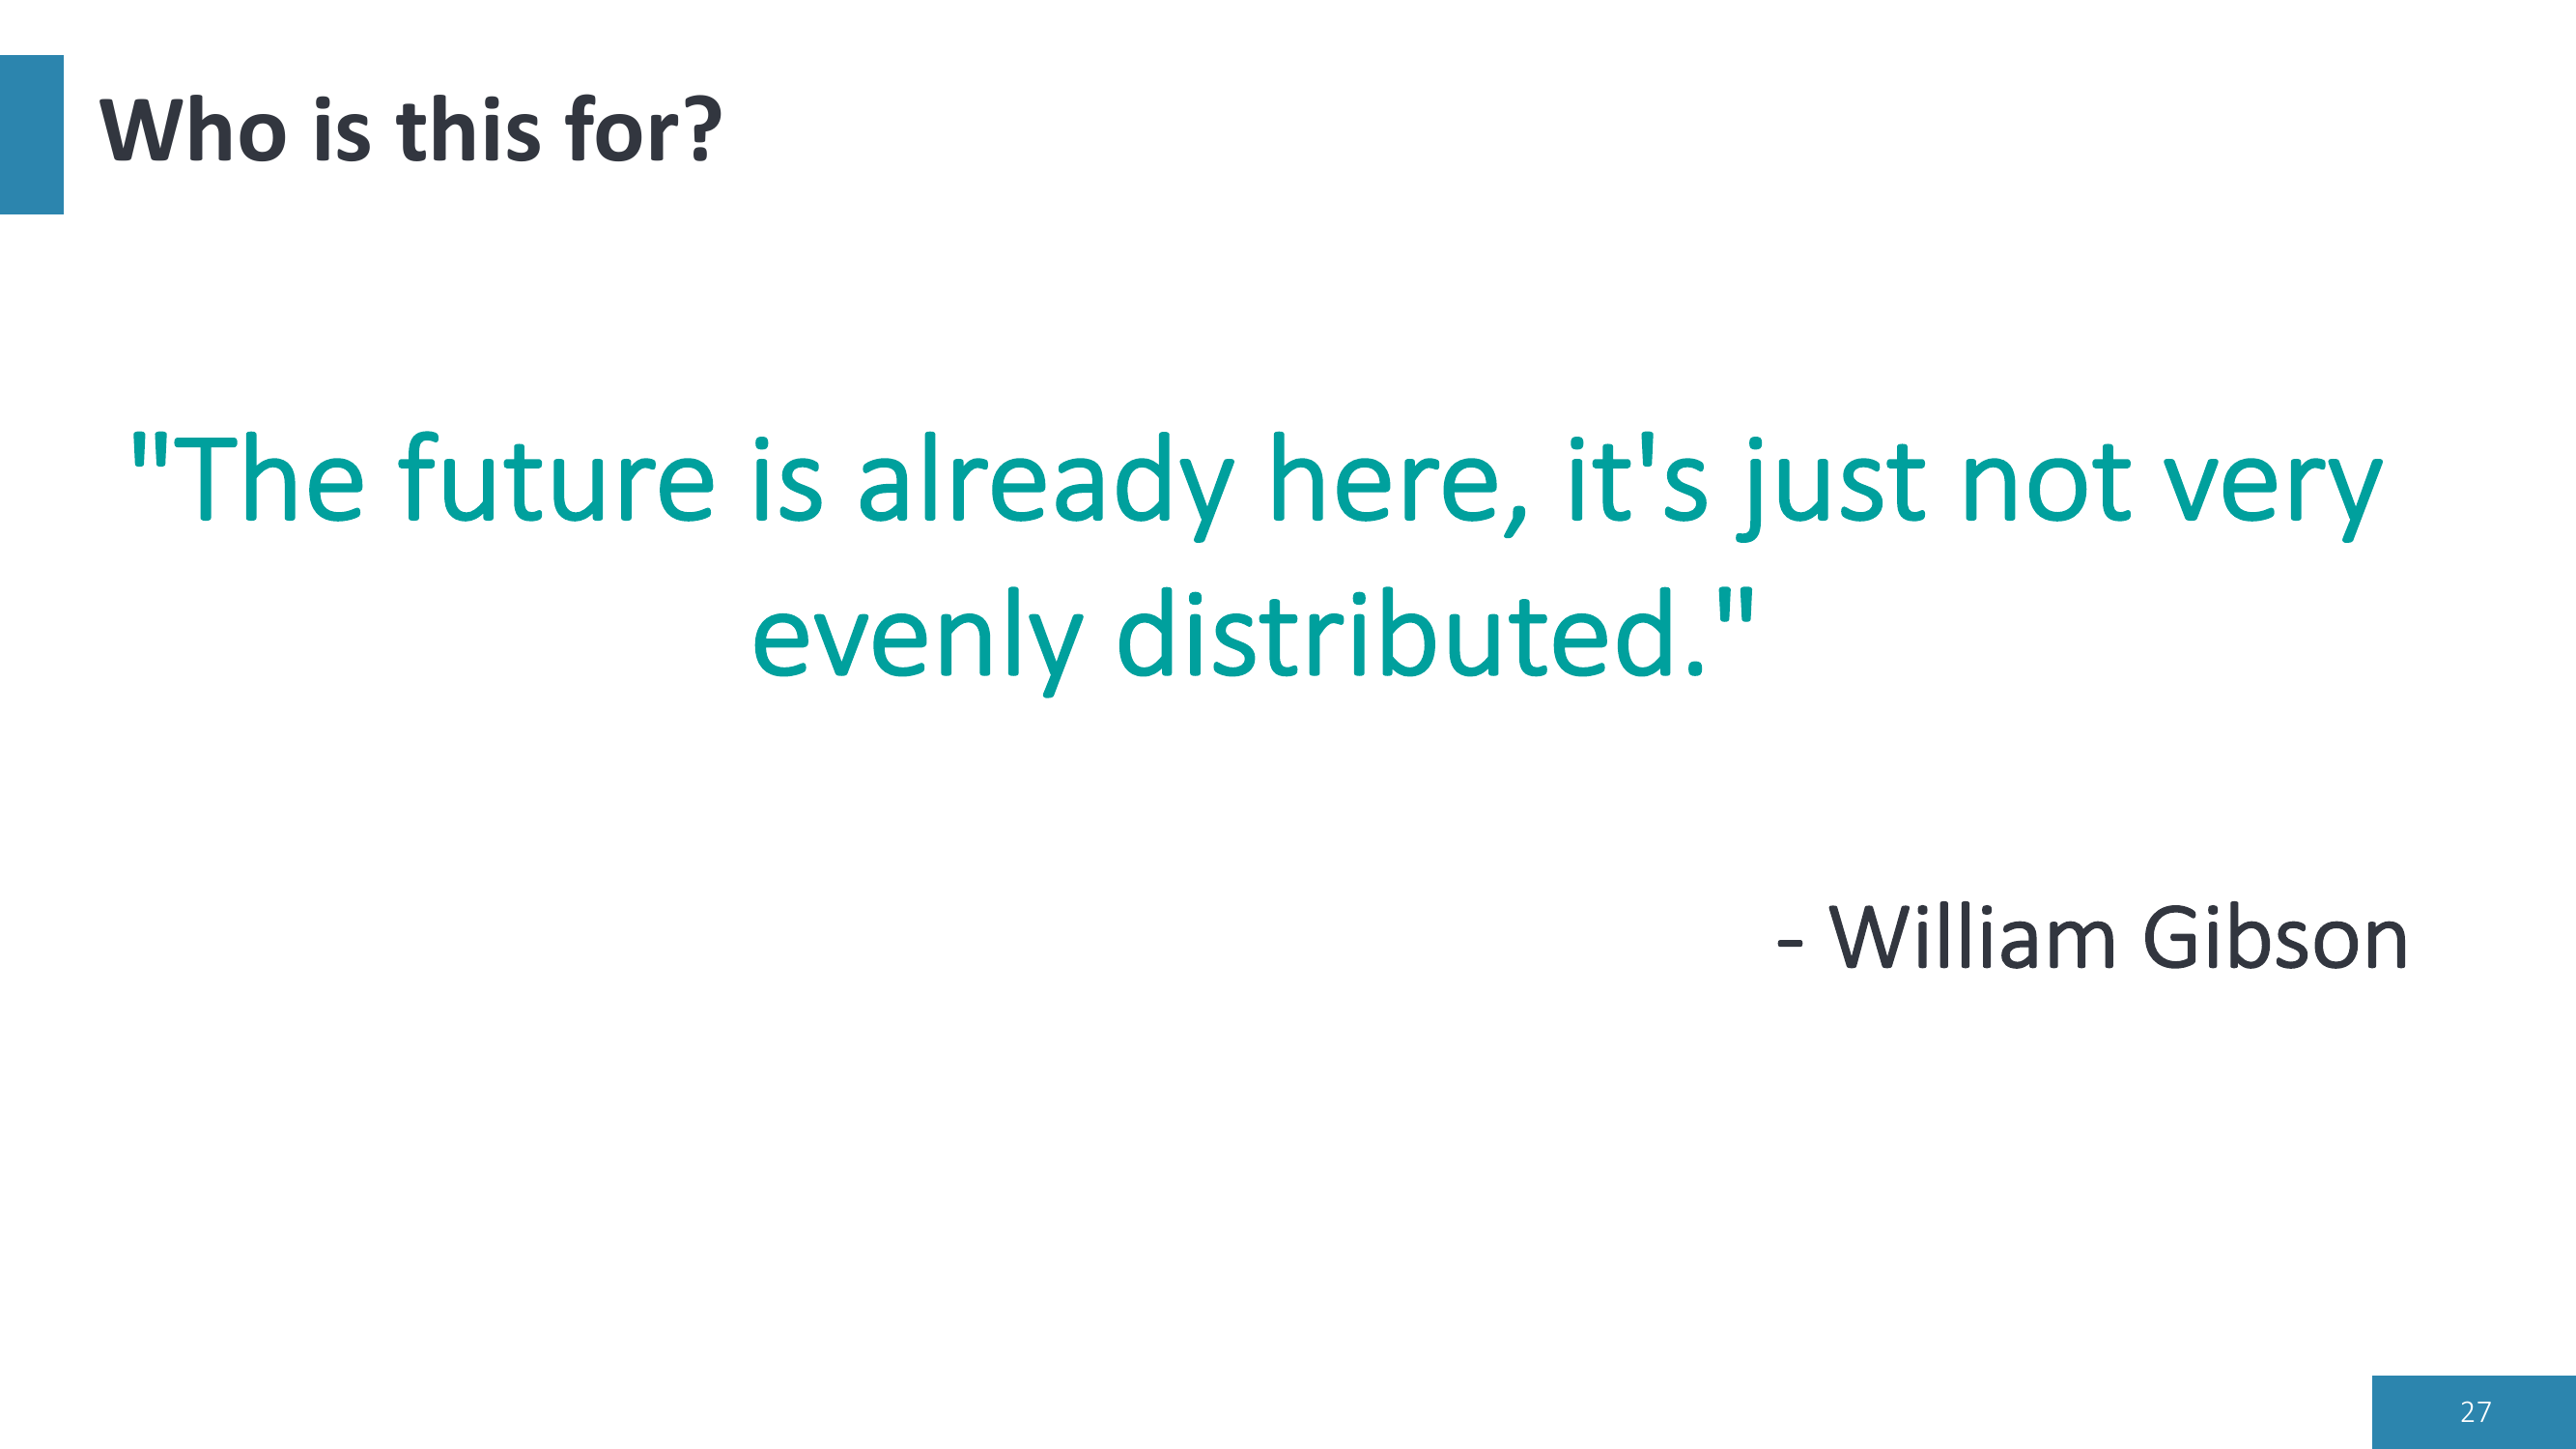 Who is this for?
"The future is already here, it's just not very
evenly distributed."
- William Gibson
27